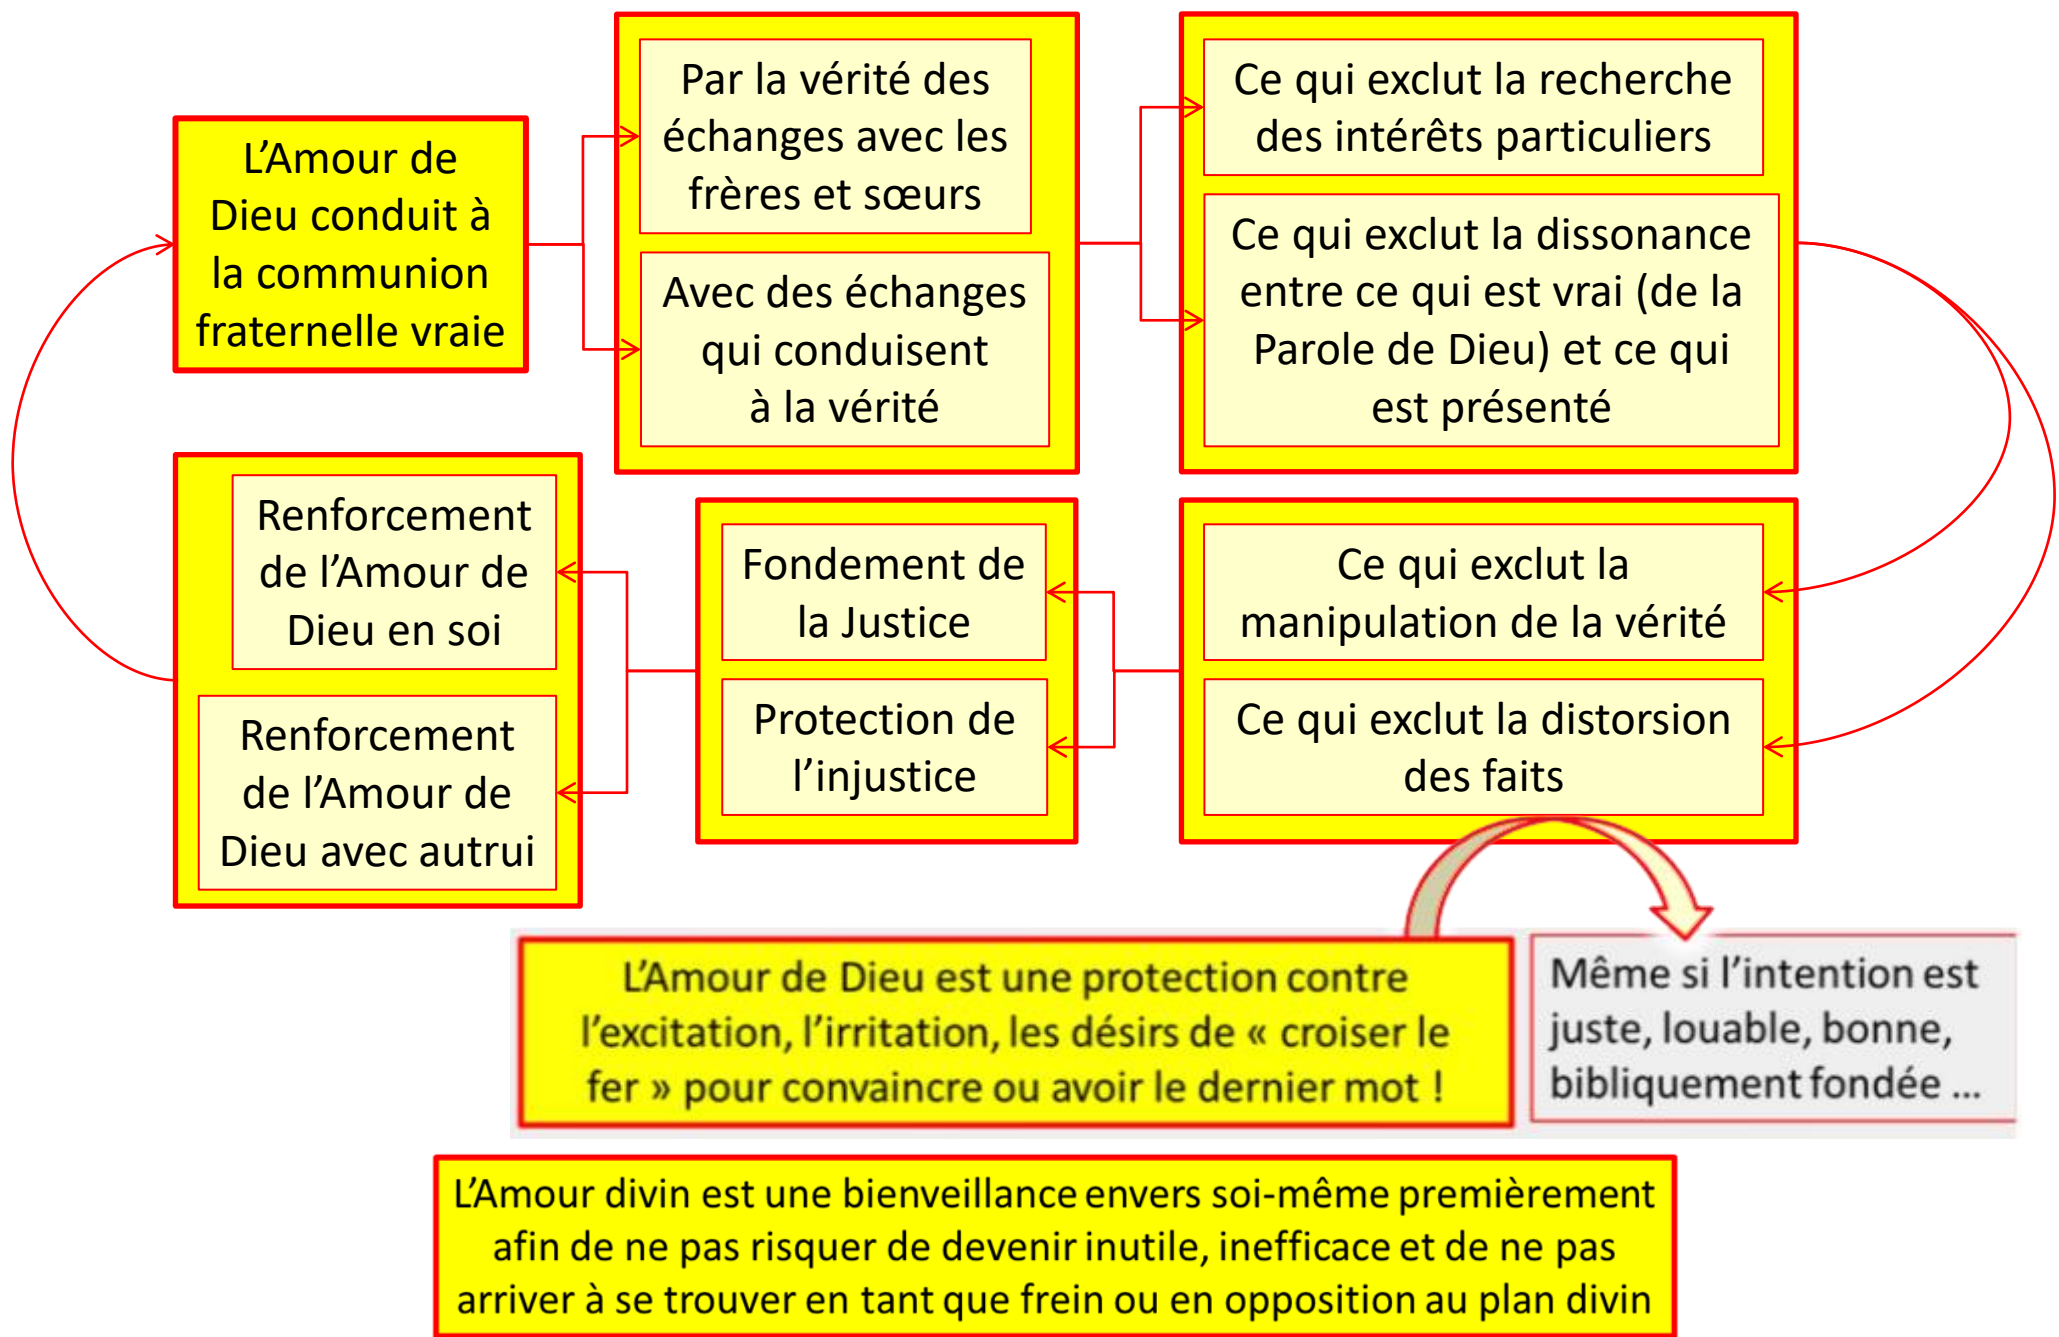 L’Amour de
Dieu conduit à
la communion
fraternelle vraie
Par la vérité des
échanges avec les
frères et sœurs
Avec des échanges
qui conduisent
à la vérité
Ce qui exclut la recherche
des intérêts particuliers
Ce qui exclut la dissonance
entre ce qui est vrai (de la
Parole de Dieu) et ce qui
est présenté
Ce qui exclut la
manipulation de la vérité
Ce qui exclut la distorsion
des faits
Fondement de
la Justice
Protection de
l’injustice
Renforcement
de l’Amour de
Dieu en soi
Renforcement
de l’Amour de
Dieu avec autrui
L’Amour de Dieu est une protection contre
l’excitation, l’irritation, les désirs de « croiser le
fer » pour convaincre ou avoir le dernier mot !
Même si l’intention est
juste, louable, bonne,
bibliquement fondée ...
L’Amour divin est une bienveillance envers soi-même premièrement
afin de ne pas risquer de devenir inutile, inefficace et de ne pas
arriver à se trouver en tant que frein ou en opposition au plan divin